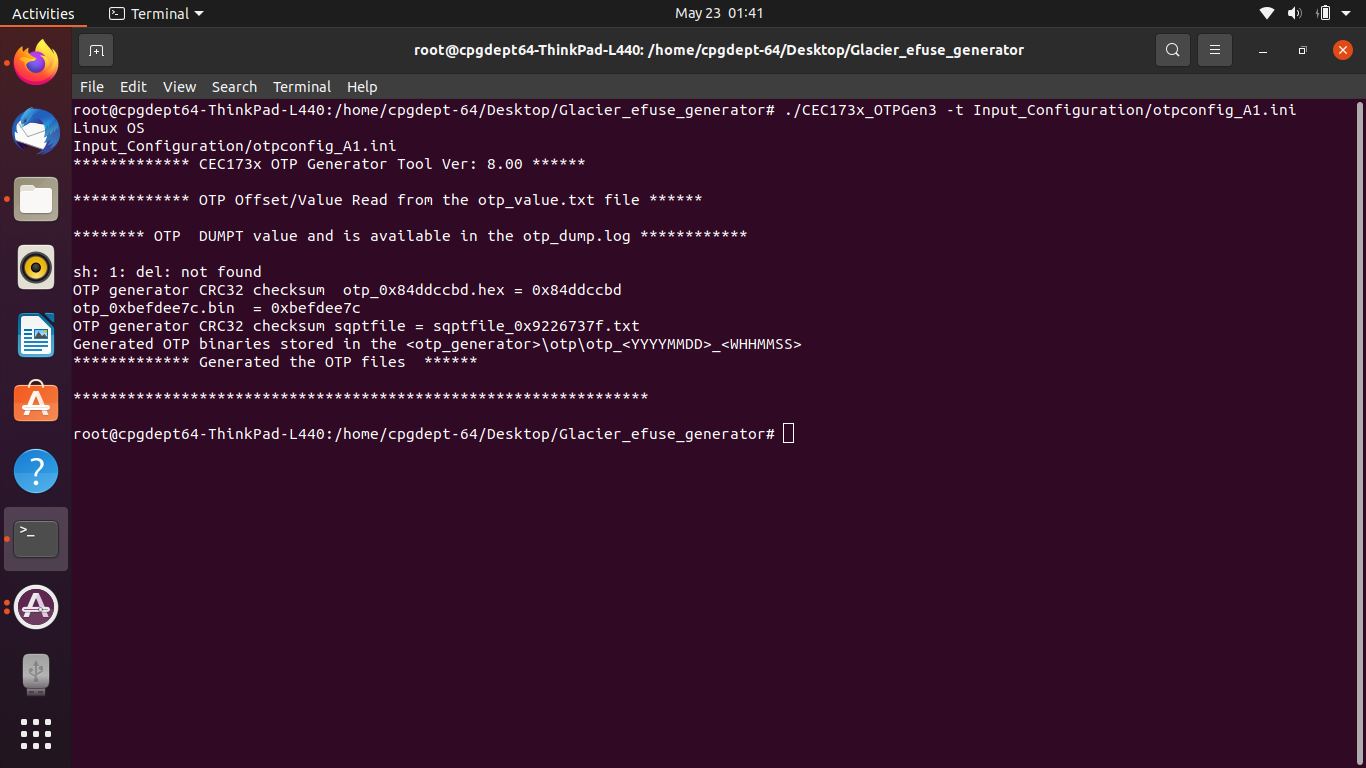 Activities
Terminal
May 23 01:41
root@cpgdept64-ThinkPad-L440: /home/cpgdept-64/Desktop/Glacier_efuse_generator
File Edit View Search Terminal Help
root@cpgdept64-ThinkPad-L440:/home/cpgdept-64/Desktop/Glacier_efuse_generator# ./CEC173x_OTPGen3 -t Input_Configuration/otpconfig_A1.ini
Linux OS
Input_Configuration/otpconfig_A1.ini
************* CEC173x OTP Generator Tool Ver: 8.00 ******
************* OTP Offset/Value Read from the otp_value.txt file ******
******** OTP  DUMPT value and is available in the otp_dump.log ************
sh: 1: del: not found
OTP generator CRC32 checksum  otp_0x84ddccbd.hex = 0x84ddccbd
otp_0xbefdee7c.bin  = 0xbefdee7c
OTP generator CRC32 checksum sqptfile = sqptfile_0x9226737f.txt
Generated OTP binaries stored in the <otp_generator>\otp\otp_<YYYYMMDD>_<WHHMMSS>
************* Generated the OTP files  ******
****************************************************************
root@cpgdept64-ThinkPad-L440:/home/cpgdept-64/Desktop/Glacier_efuse_generator#